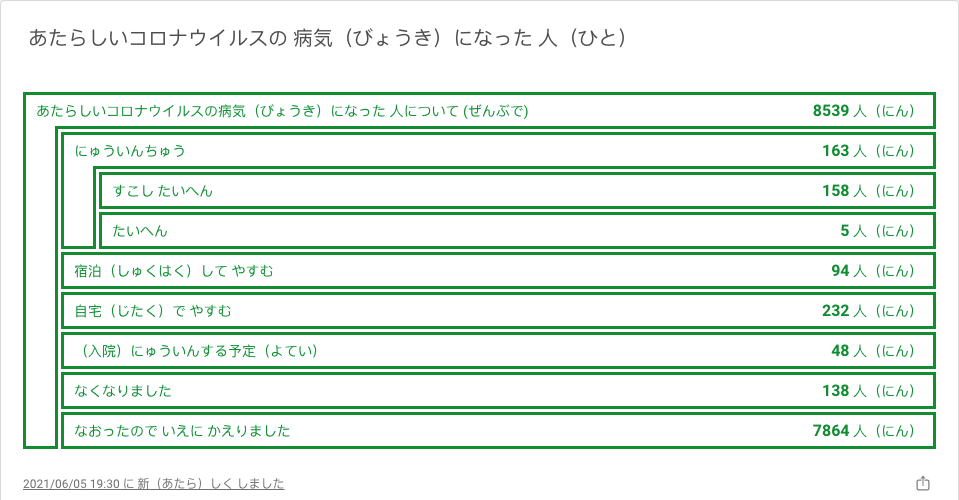 あたらしいコロナウイルスの 病気（びょうき）になった 人（ひと）
あたらしいコロナウイルスの病気（びょうき）になった 人について (ぜんぶで) 8539 人（にん）
にゅういんちゅう 163 人（にん）
すこし たいへん 158 人（にん）
たいへん 5 人（にん）
宿泊（しゅくはく）して やすむ 94 人（にん）
自宅（じたく）で やすむ 232 人（にん）
（入院）にゅういんする予定（よてい） 48 人（にん）
なくなりました 138 人（にん）
なおったので いえに かえりました 7864 人（にん）
2021/06/05 19:30 に 新（あたら）しく しました